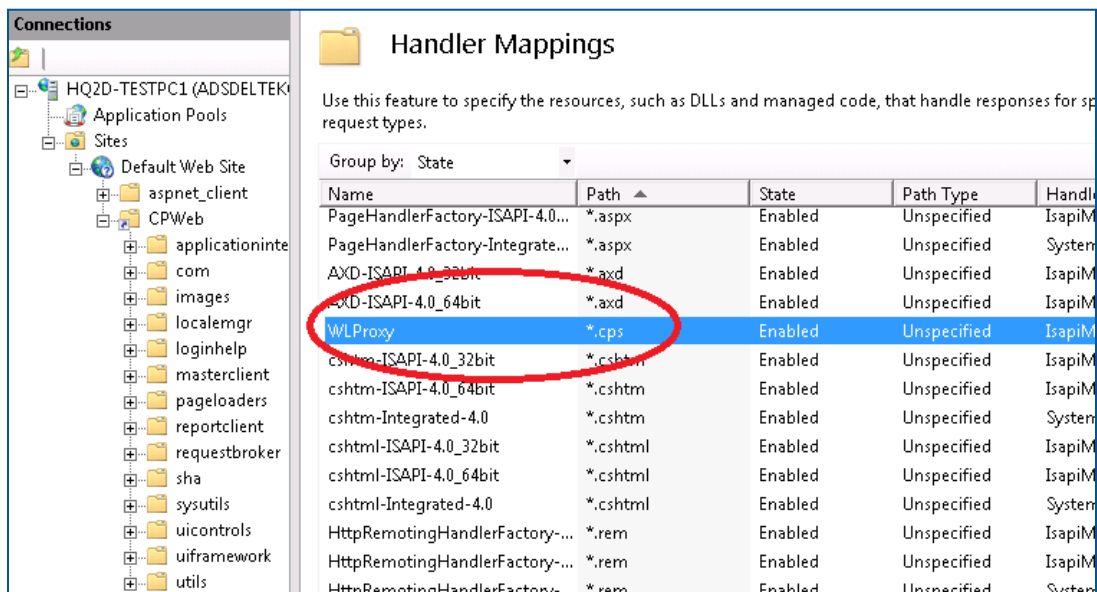 Connections
HQ2D-TESTPC1 (ADSDELTEK
Application Pools
Sites
Default Web Site
aspnet_client
CPWeb
applicationinte
com
images
localemgr
loginhelp
masterclient
pageloaders
reportclient
requestbroker
sha
sysutils
uicontrols
uiframework
utils
Handler Mappings
Use this feature to specify the resources, such as DLLs and managed code, that handle responses for sp
request types.
Group by: State
Name Path State Path Type Handl
PageHandlerFactory-ISAPI-4.0... *.aspx Enabled Unspecified IsapiM
PageHandlerFactory-Integrate... *.aspx Enabled Unspecified System
AXD-ISAPI-4.0_32bit *.axd Enabled Unspecified IsapiM
AXD-ISAPI-4.0_64bit *.axd Enabled Unspecified IsapiM
WLProxy *.cps Enabled Unspecified IsapiM
cshtm-ISAPI-4.0_32bit *.cshtm Enabled Unspecified IsapiM
cshtm-ISAPI-4.0_64bit *.cshtm Enabled Unspecified IsapiM
cshtm-Integrated-4.0 *.cshtm Enabled Unspecified System
cshtml-ISAPI-4.0_32bit *.cshtml Enabled Unspecified IsapiM
cshtml-ISAPI-4.0_64bit *.cshtml Enabled Unspecified IsapiM
cshtml-Integrated-4.0 *.cshtml Enabled Unspecified System
HttpRemotingHandlerFactory-... *.rem Enabled Unspecified IsapiM
HttpRemotingHandlerFactory-... *.rem Enabled Unspecified IsapiM
HttpRemotingHandlerFactory- *.rem Enabled Unspecified System